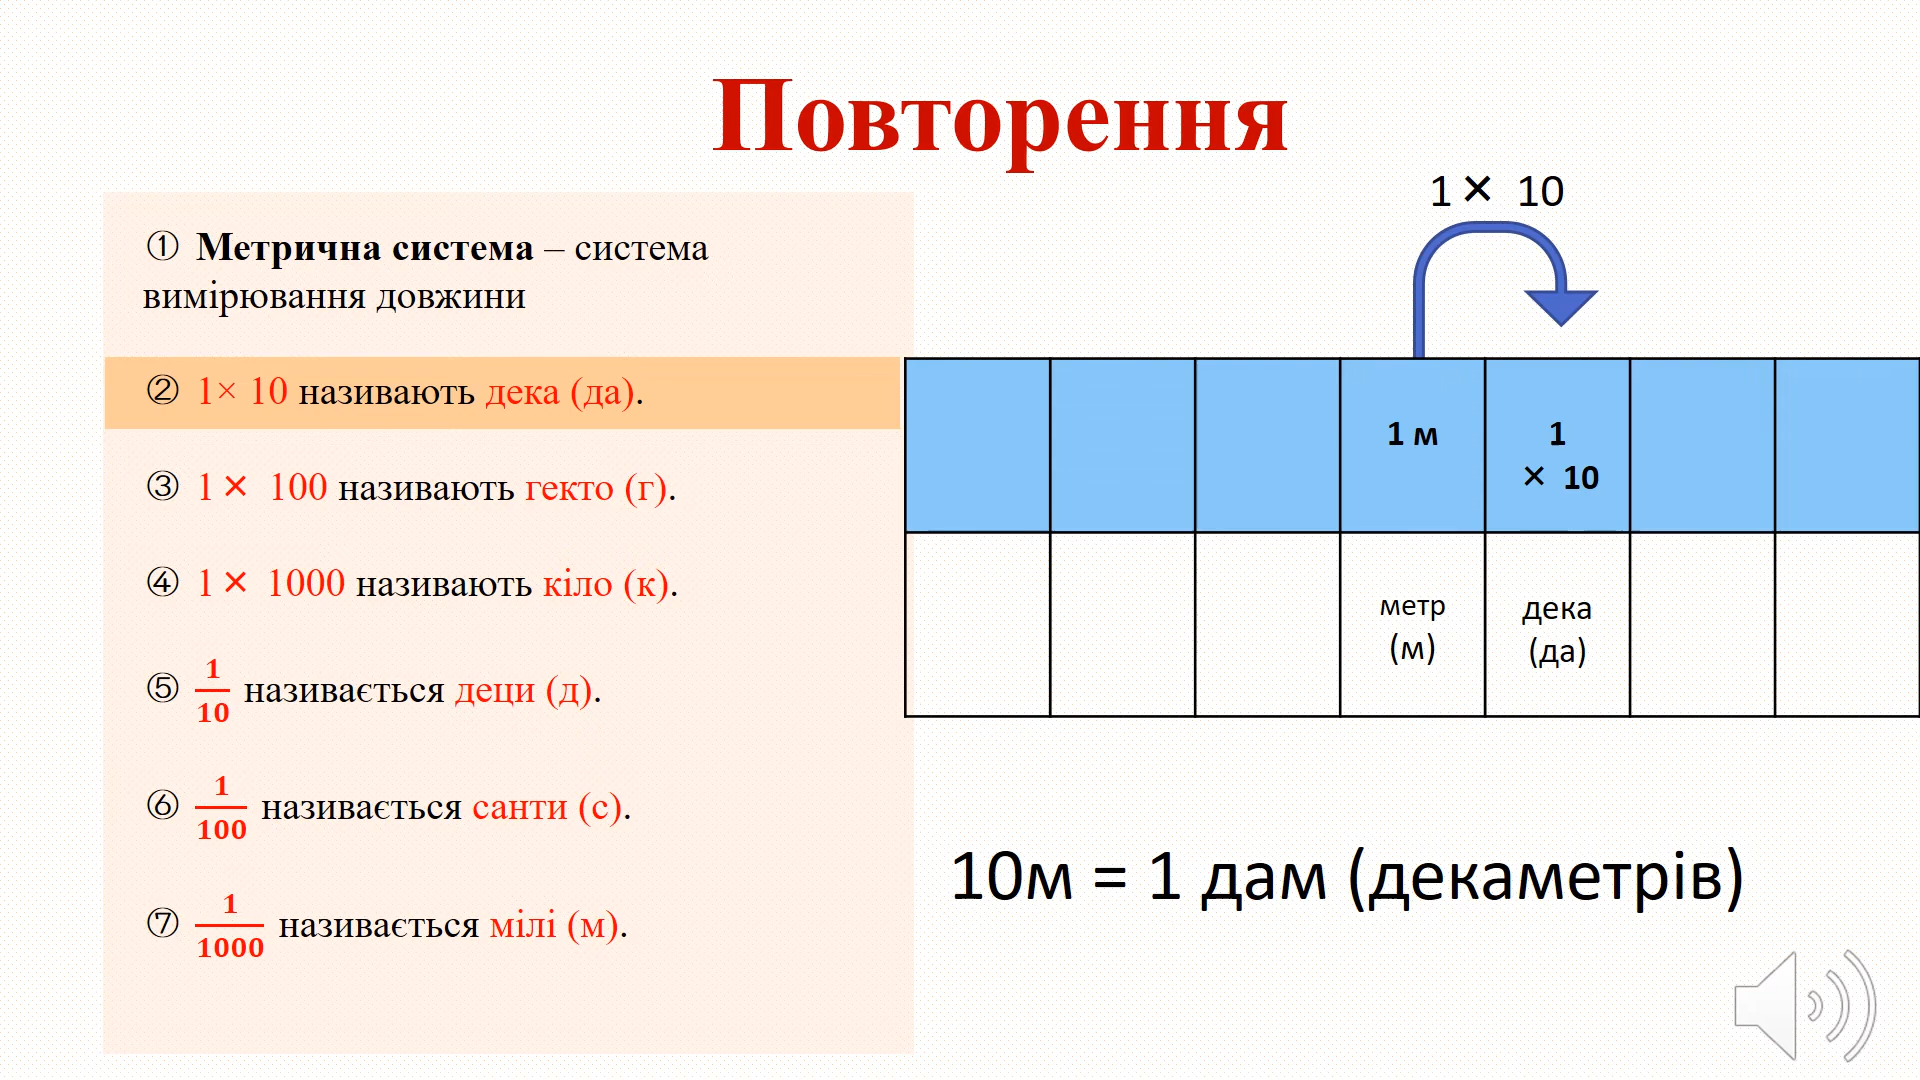 Повторення
① Метрична система – система
вимірювання довжини
② 1× 10 називають дека (да).
③ 1 × 100 називають гекто (г).
④ 1 × 1000 називають кіло (к).
⑤ 1/10 називається деци (д).
⑥ 1/100 називається санти (с).
⑦ 1/1000 називається мілі (м).
1 × 10
1 м
1
× 10
метр
(м)
дека
(да)
10м = 1 дам (декаметрів)